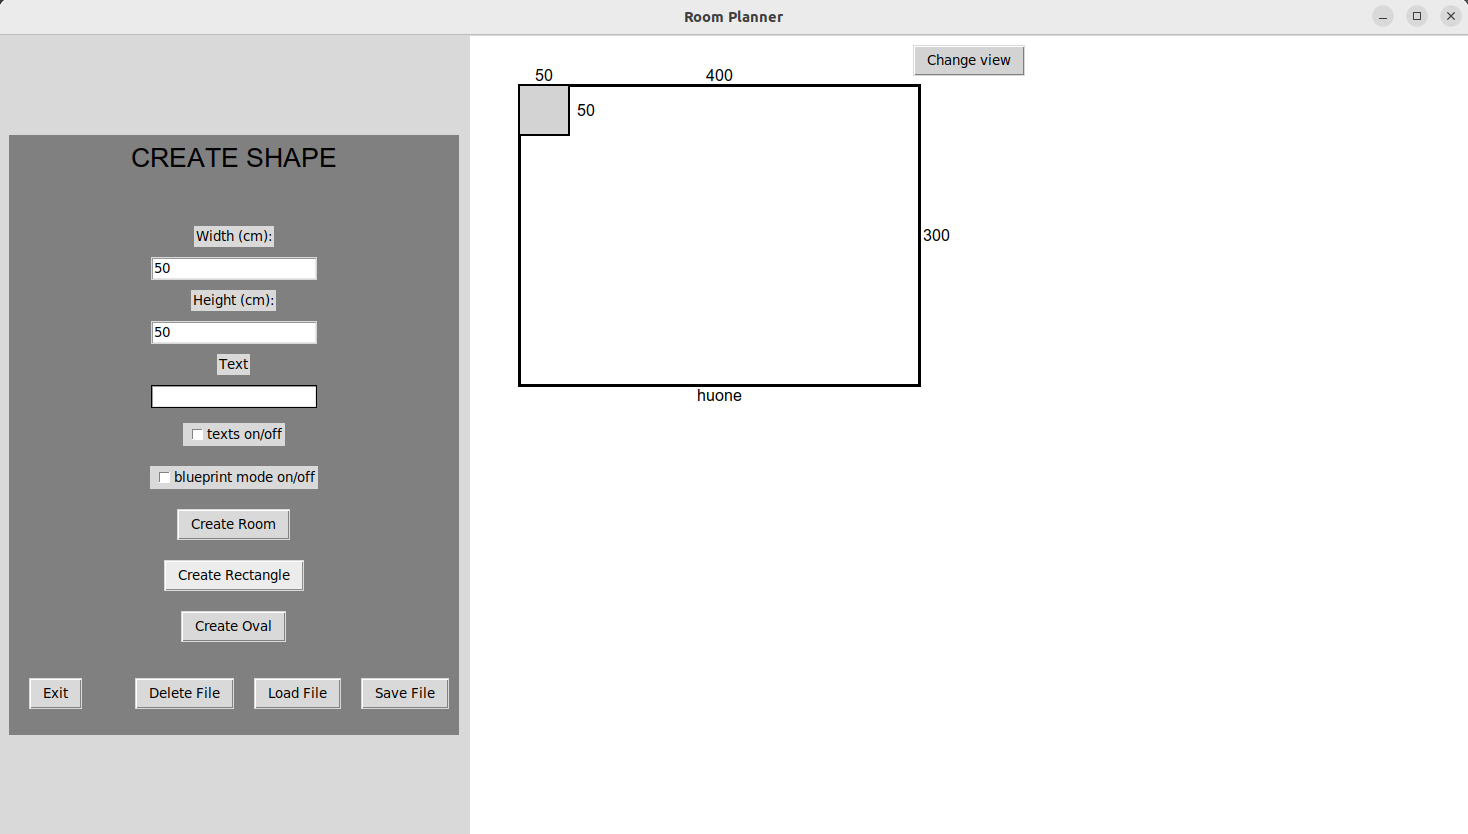 Room Planner
CREATE SHAPE
Width (cm):
50
Height (cm):
50
Text
texts on/off
blueprint mode on/off
Create Room
Create Rectangle
Create Oval
Exit Delete File Load File Save File
Change view
50 400
50
300
huone